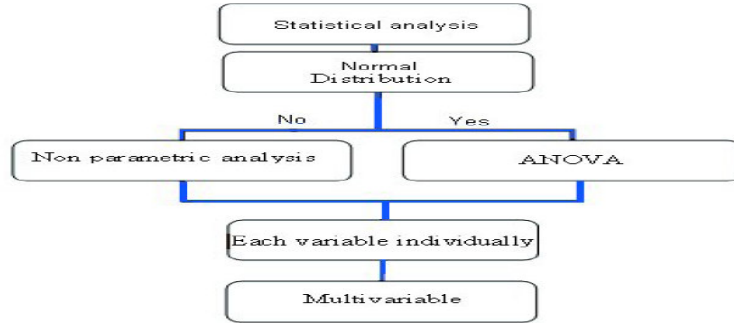 Statistical analysis
Normal
Distribution
No
Yes
Non parametric analysis
ANOVA
Each variable individually
Multivariable